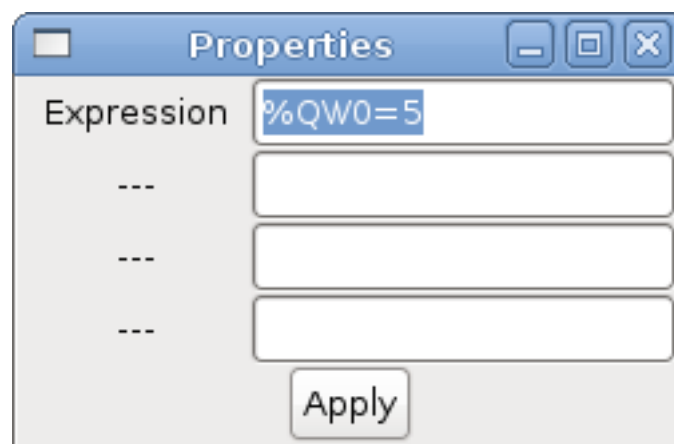 Properties
Expression %QW0=5
---
---
---
Apply